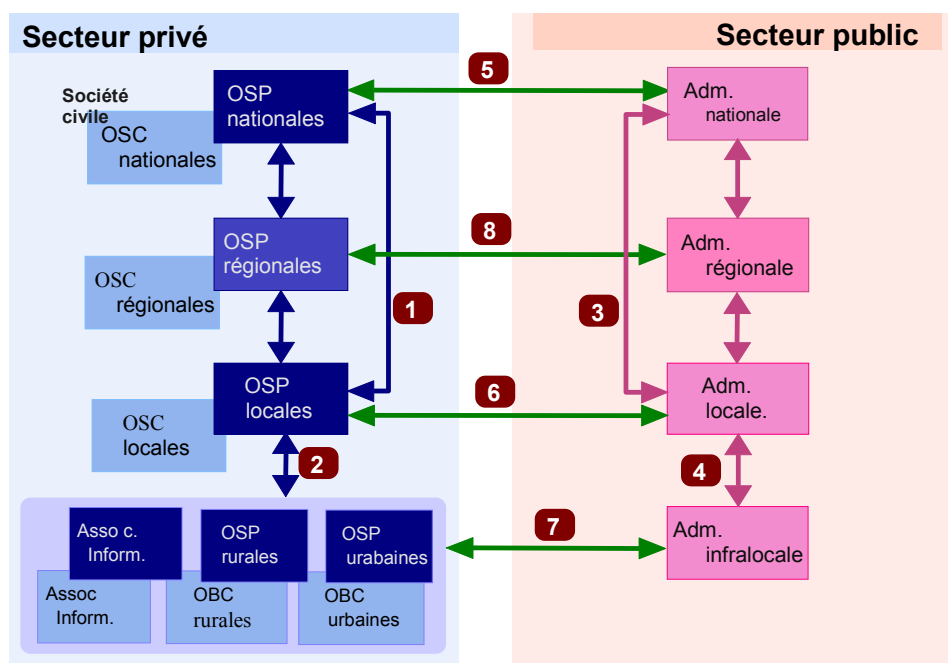 Secteur privé
Secteur public
5
OSP
nationales
Adm.
nationale
Société
civile
OSC
nationales
8
OSP
régionales
Adm.
régionale
OSC
régionales
1
3
OSP
locales
Adm.
locale.
6
OSC
locales
2
4
7
Asso c.
Inform.
OSP
rurales
OSP
urabaines
Adm.
infralocale
Assoc
Inform.
OBC
rurales
OBC
urbaines